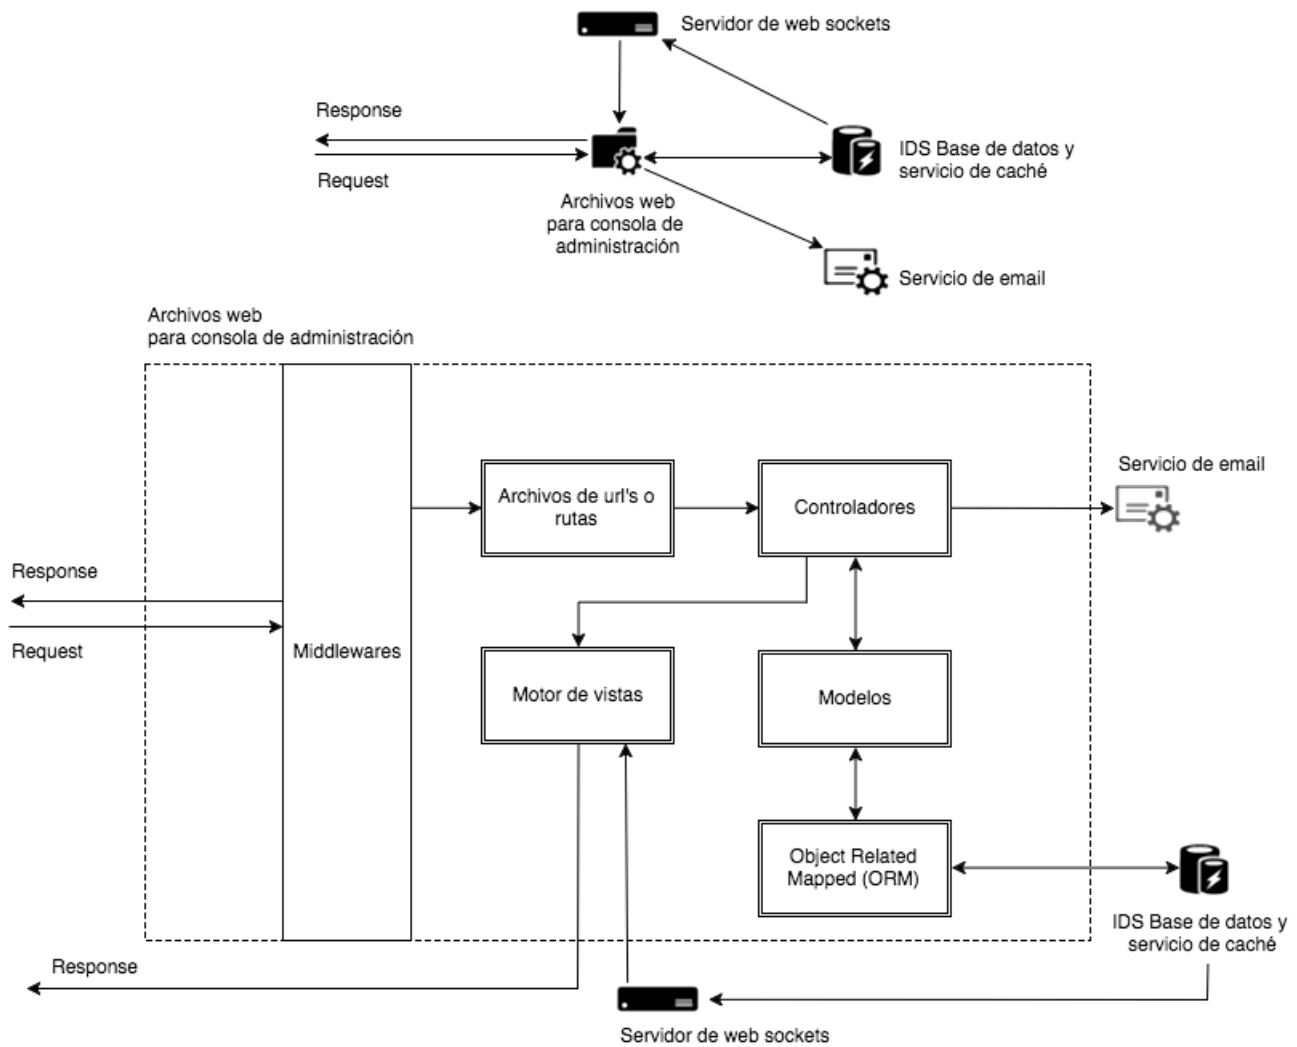 Servidor de web sockets
Response
Request
IDS Base de datos y
servicio de caché
Archivos web
para consola de
administración
Servicio de email
Archivos web
para consola de administración
Servicio de email
Archivos de url's o
rutas
Controladores
Response
Request
Middlewares
Motor de vistas
Modelos
Object Related
Mapped (ORM)
IDS Base de datos y
servicio de caché
Response
Servidor de web sockets